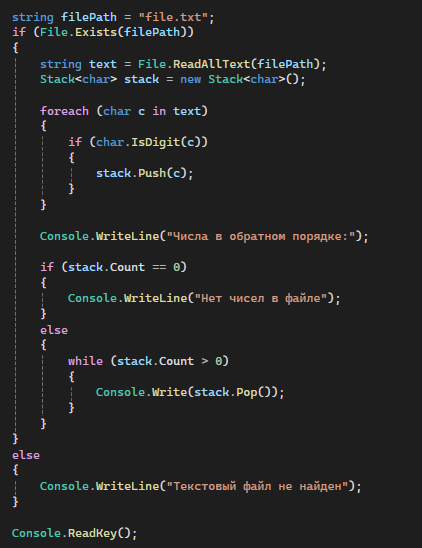 string filePath = "file.txt";
if (File.Exists(filePath))
{
    string text = File.ReadAllText(filePath);
    Stack<char> stack = new Stack<char>();

    foreach (char c in text)
    {
        if (char.IsDigit(c))
        {
            stack.Push(c);
        }
    }

    Console.WriteLine("Числа в обратном порядке:");

    if (stack.Count == 0)
    {
        Console.WriteLine("Нет чисел в файле");
    }
    else
    {
        while (stack.Count > 0)
        {
            Console.Write(stack.Pop());
        }
    }
}
else
{
    Console.WriteLine("Текстовый файл не найден");
}

Console.ReadKey();